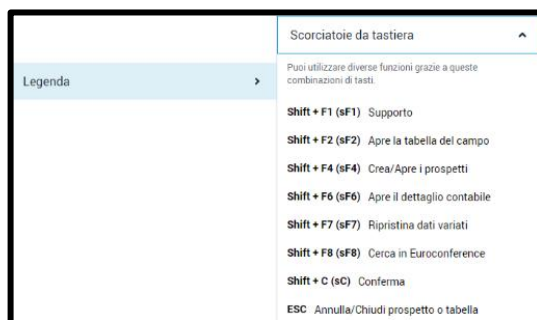 Scorciatoie da tastiera
Puoi utilizzare diverse funzioni grazie a queste
combinazioni di tasti.
Legenda
Shift + F1 (sF1) Supporto
Shift + F2 (sF2) Apre la tabella del campo
Shift + F4 (sF4) Crea/Apre i prospetti
Shift + F6 (sF6) Apre il dettaglio contabile
Shift + F7 (sF7) Ripristina dati variati
Shift + F8 (sF8) Cerca in Euroconference
Shift + C (sC) Conferma
ESC Annulla/Chiudi prospetto o tabella